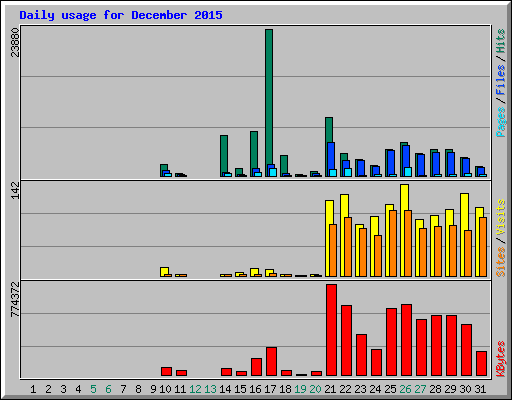 Daily usage for December 2015
23880
Pages / Files / Hits
142
Sites / Visits
774372
KBytes
1 2 3 4 5 6 7 8 9 10 11 12 13 14 15 16 17 18 19 20 21 22 23 24 25 26 27 28 29 30 31